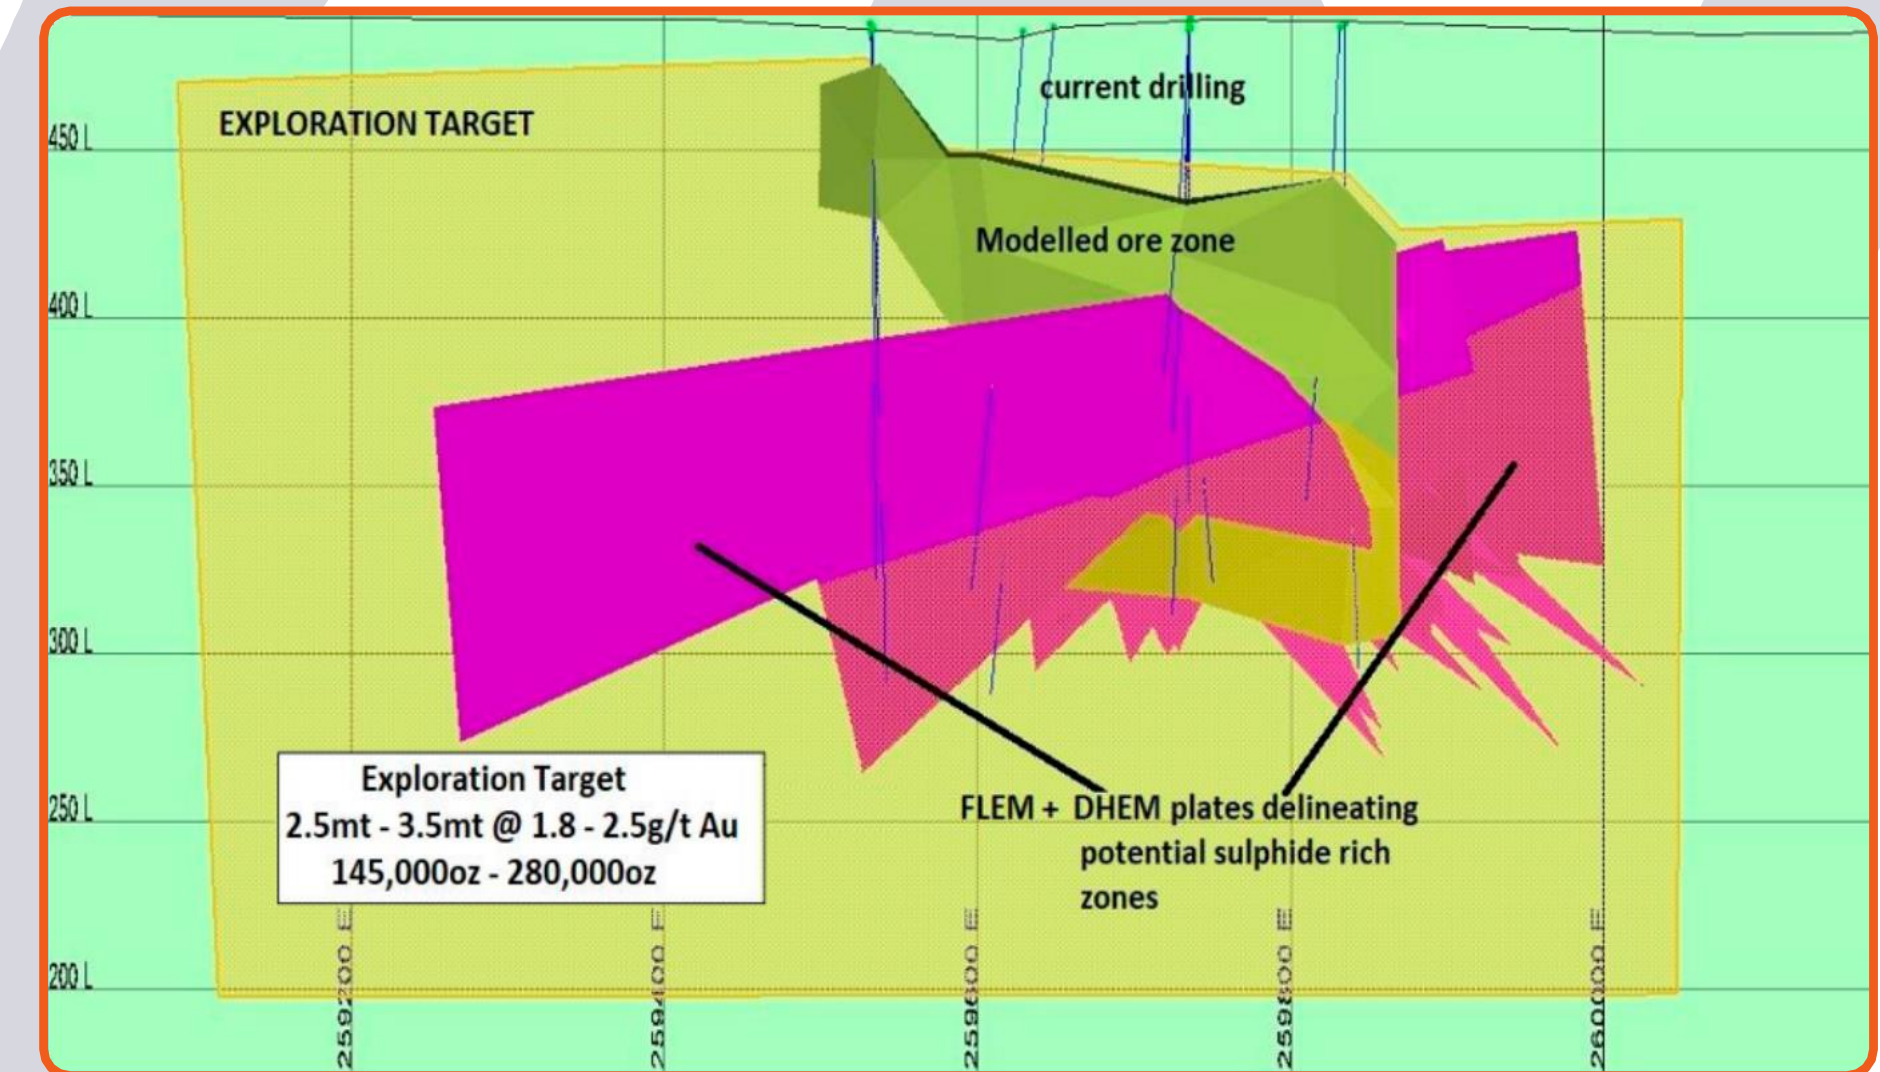 current drilling
EXPLORATION TARGET
450 L
Modelled ore zone
400 L
350 L
300 L
Exploration Target
2.5mt - 3.5mt @ 1.8 - 2.5g/t Au
145,000oz - 280,000oz
FLEM + DHEM plates delineating
potential sulphide rich
zones
250 L
200 L
259200 E
259400 E
259600 E
259800 E
260000 E